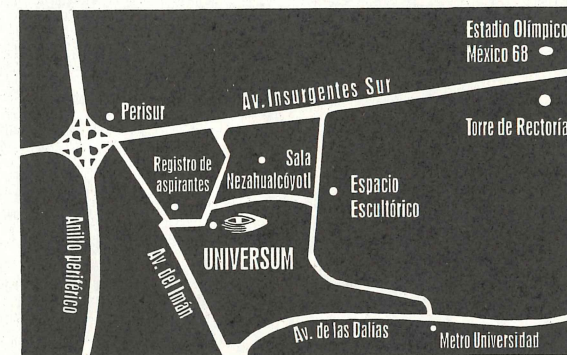 Estadio Olímpico
México 68
Av. Insurgentes Sur
Perisur
Torre de Rectoría
Registro de
aspirantes
Sala
Nezahualcóyotl
Espacio
Escultórico
UNIVERSUM
Anillo periférico
Av. del Imán
Av. de las Dalias
Metro Universidad